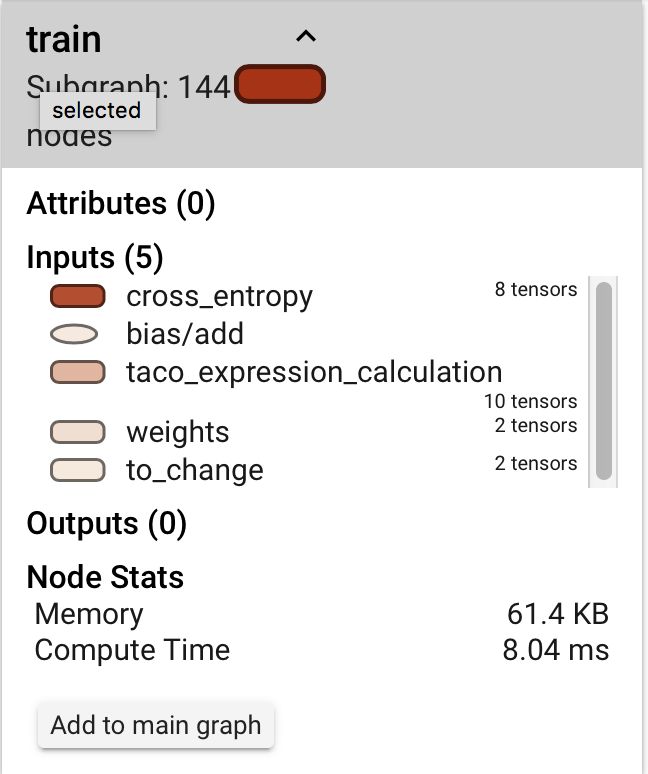 train
Subgraph: 144
selected
nodes
Attributes (0)
Inputs (5)
cross_entropy 8 tensors
bias/add
taco_expression_calculation
10 tensors
weights 2 tensors
to_change 2 tensors
Outputs (0)
Node Stats
Memory 61.4 KB
Compute Time 8.04 ms
Add to main graph